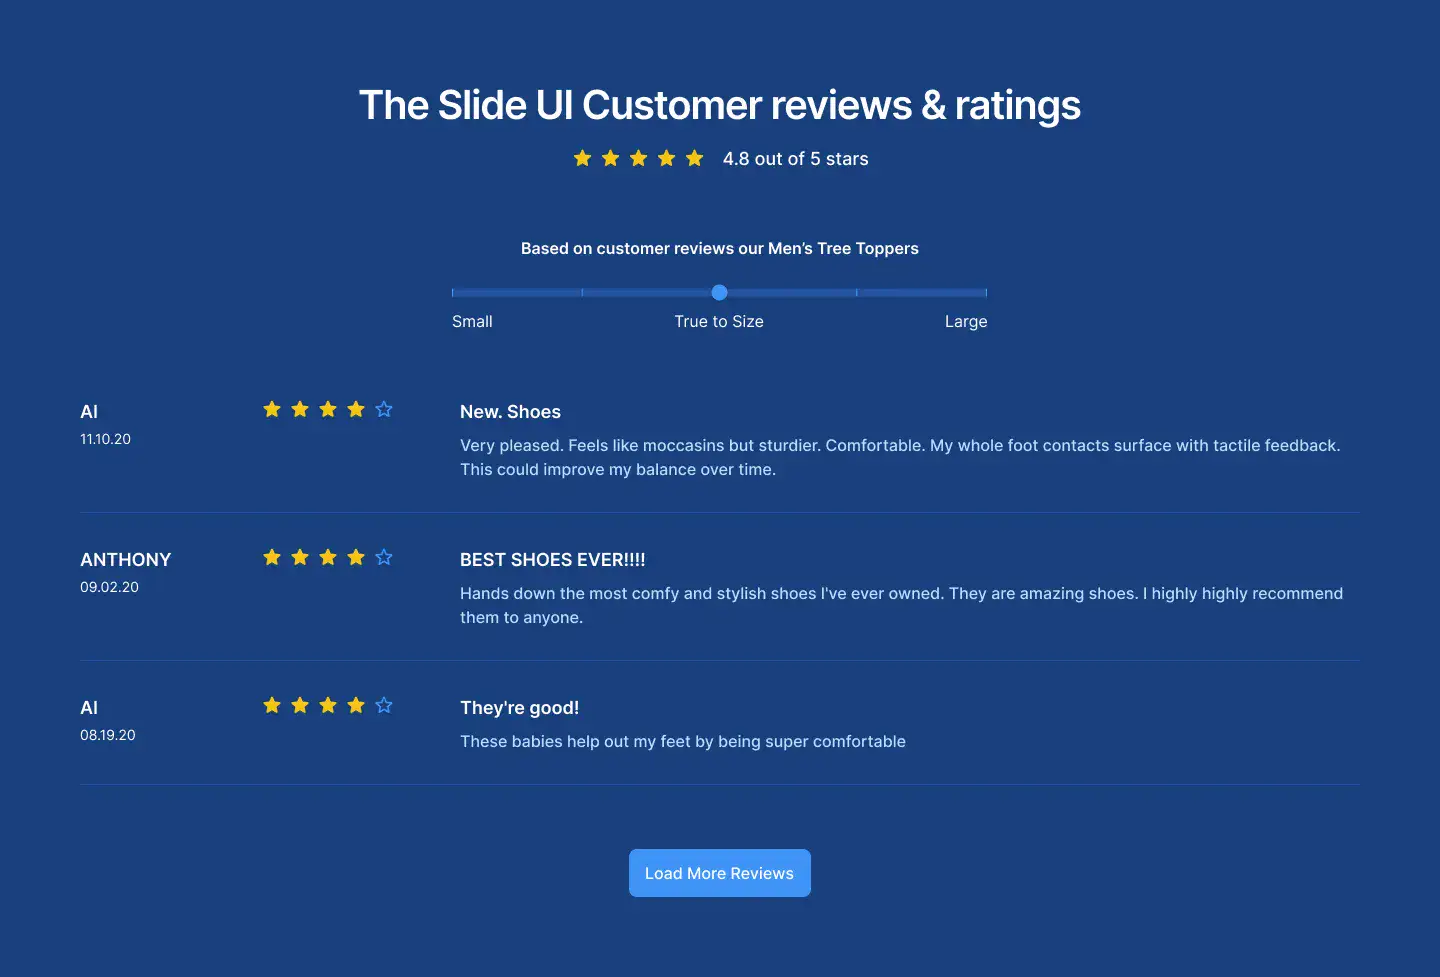 The Slide UI Customer reviews & ratings
4.8 out of 5 stars
Based on customer reviews our Men’s Tree Toppers
Small True to Size Large
Al
11.10.20
New. Shoes
Very pleased. Feels like moccasins but sturdier. Comfortable. My whole foot contacts surface with tactile feedback.
This could improve my balance over time.
ANTHONY
09.02.20
BEST SHOES EVER!!!!
Hands down the most comfy and stylish shoes I've ever owned. They are amazing shoes. I highly highly recommend
them to anyone.
Al
08.19.20
They're good!
These babies help out my feet by being super comfortable
Load More Reviews